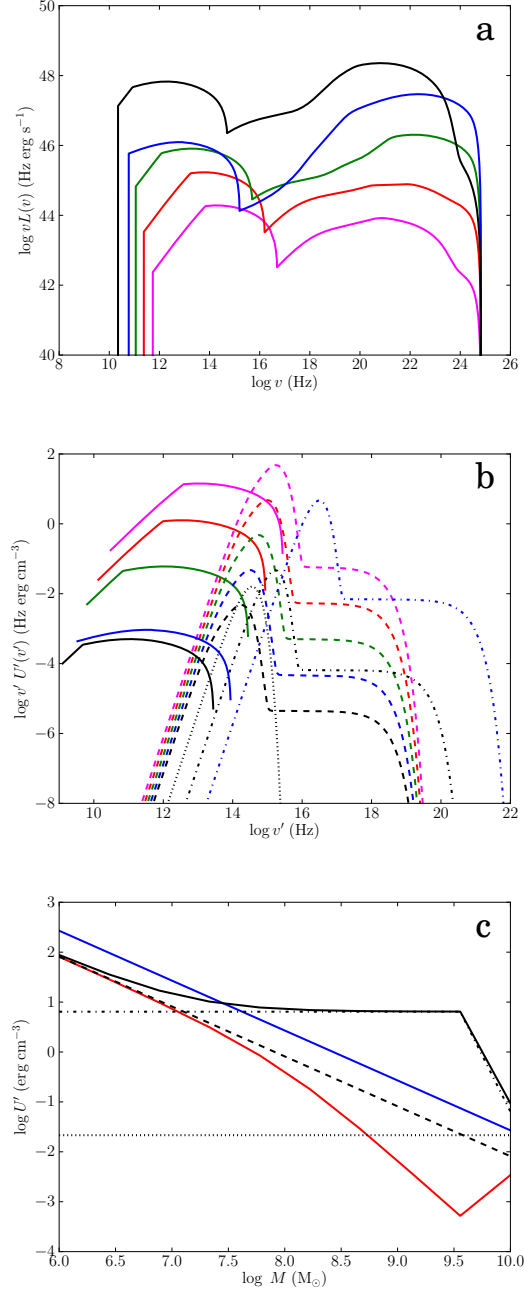 a
50
48
46
44
42
40
log ν L(ν) (Hz erg s⁻¹)
8 10 12 14 16 18 20 22 24 26
log ν (Hz)
b
2
0
−2
−4
−6
−8
log ν′ U′(ν′) (Hz erg cm⁻³)
10 12 14 16 18 20 22
log ν′ (Hz)
c
3
2
1
0
−1
−2
−3
−4
log U′ (erg cm⁻³)
6.0 6.5 7.0 7.5 8.0 8.5 9.0 9.5 10.0
log M (M☉)